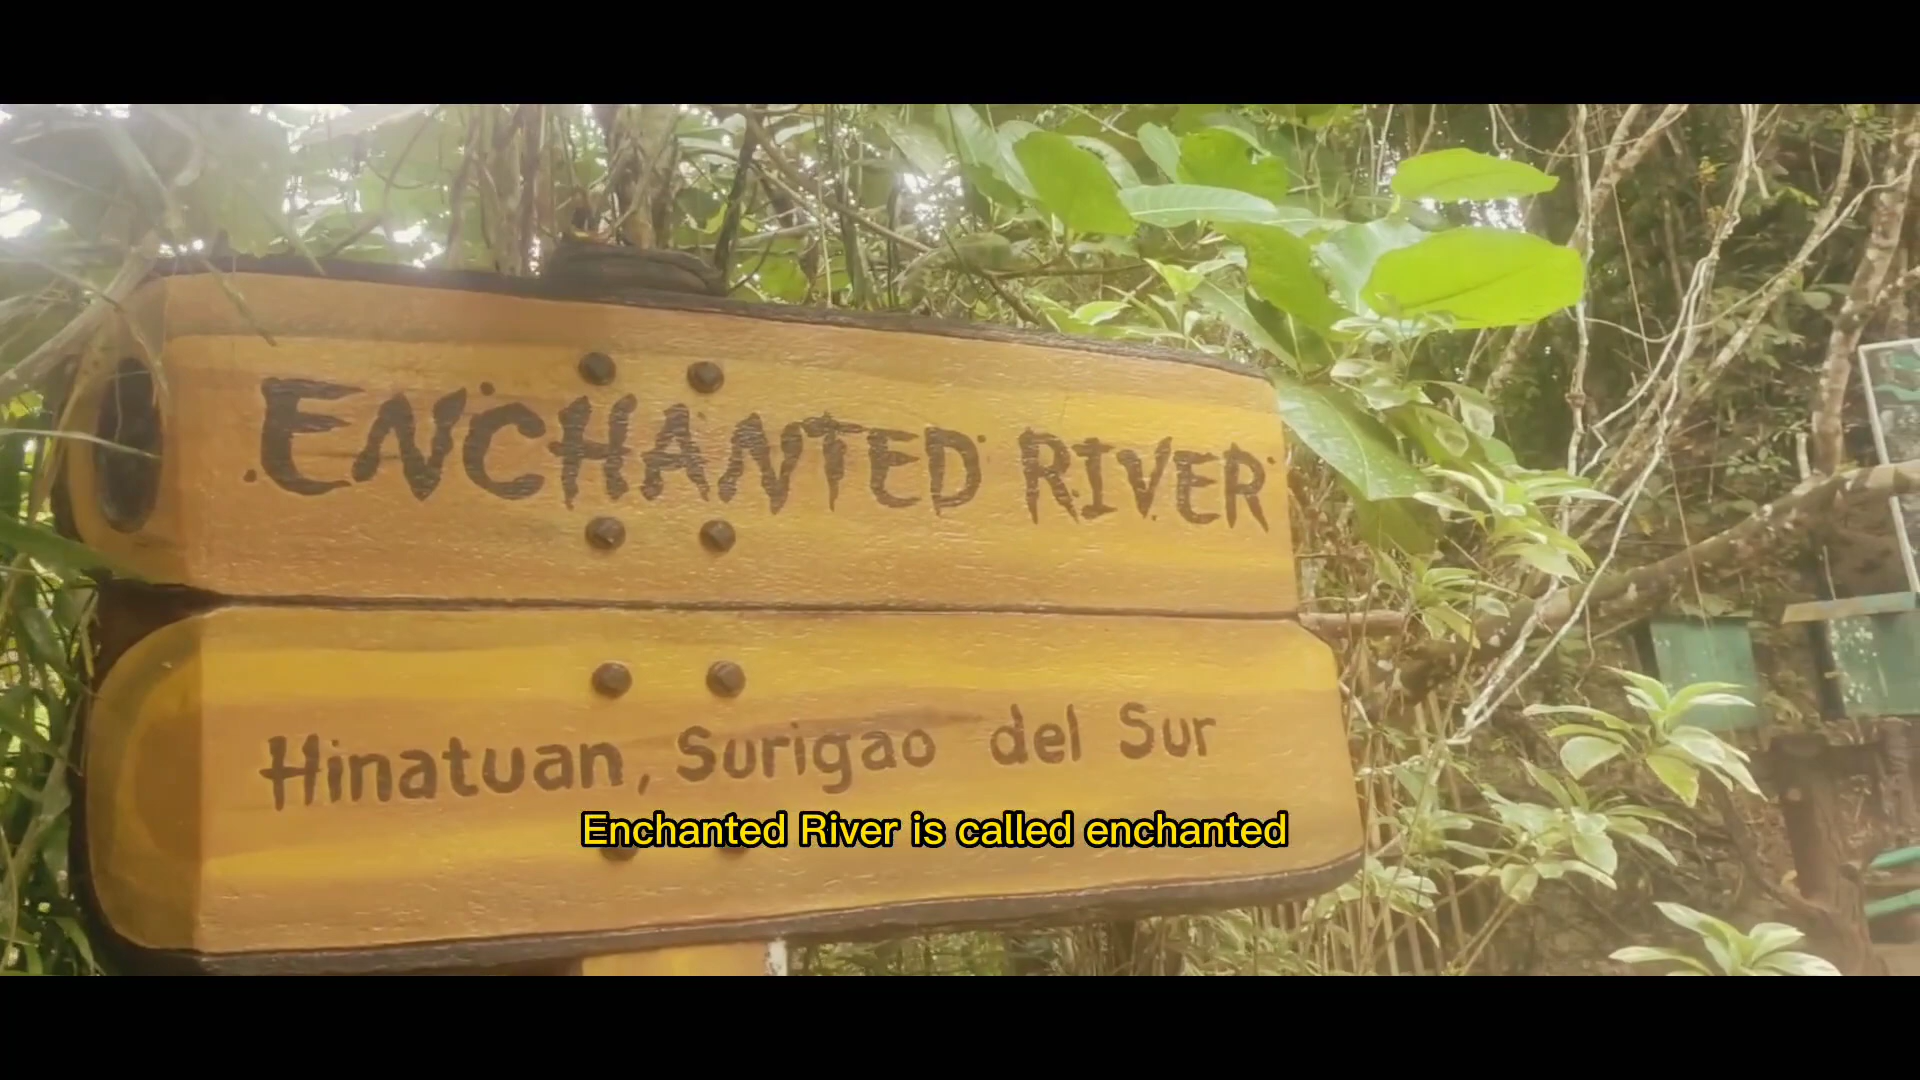 ENCHANTED RIVER
Hinatuan, Surigao del Sur
Enchanted River is called enchanted